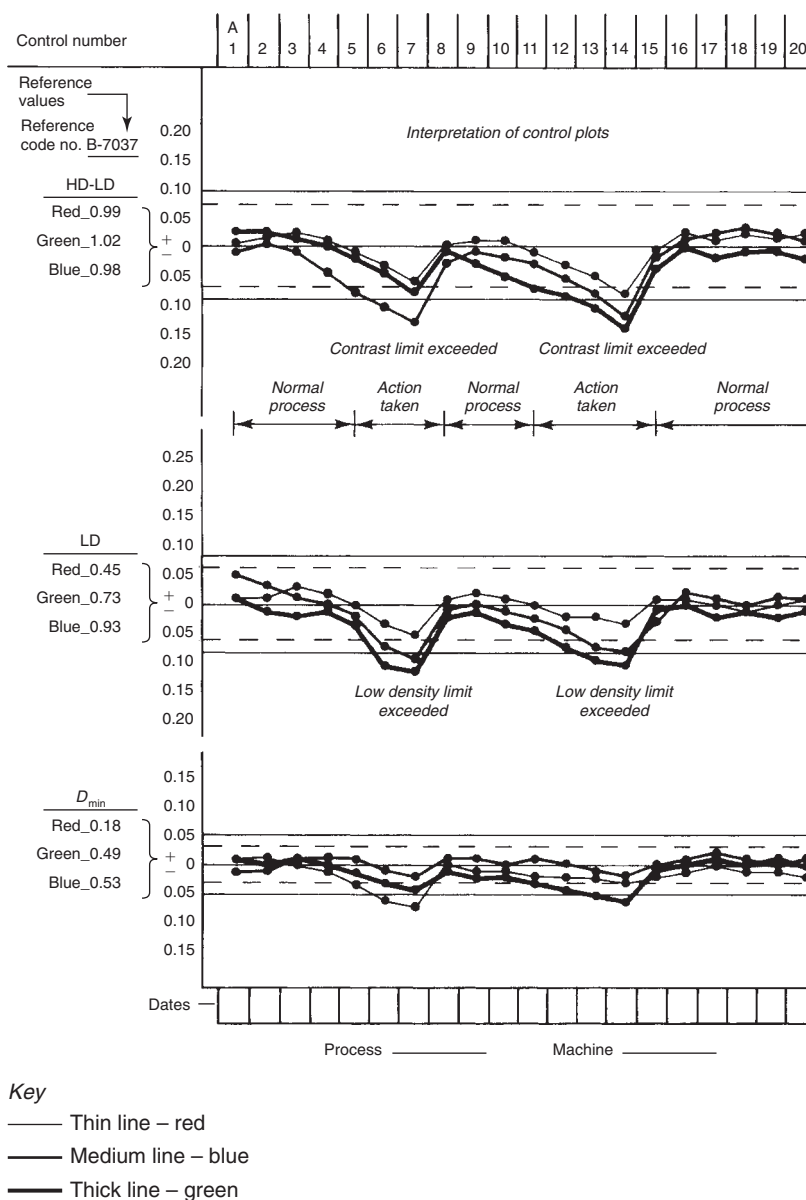 Control number
A
1 2 3 4 5 6 7 8 9 10 11 12 13 14 15 16 17 18 19 20
Reference
values
Reference
code no. B-7037
Interpretation of control plots
HD-LD
Red_0.99
Green_1.02
Blue_0.98
0.20
0.15
0.10
0.05
+
0
−
0.05
0.10
0.15
0.20
Contrast limit exceeded Contrast limit exceeded
Normal
process
Action
taken
Normal
process
Action
taken
Normal
process
LD
Red_0.45
Green_0.73
Blue_0.93
0.25
0.20
0.15
0.10
0.05
+
0
−
0.05
0.10
0.15
0.20
Low density limit
exceeded
Low density limit
exceeded
Dmin
Red_0.18
Green_0.49
Blue_0.53
0.15
0.10
0.05
+
0
−
0.05
0.10
0.15
Dates
Process Machine
Key
Thin line – red
Medium line – blue
Thick line – green